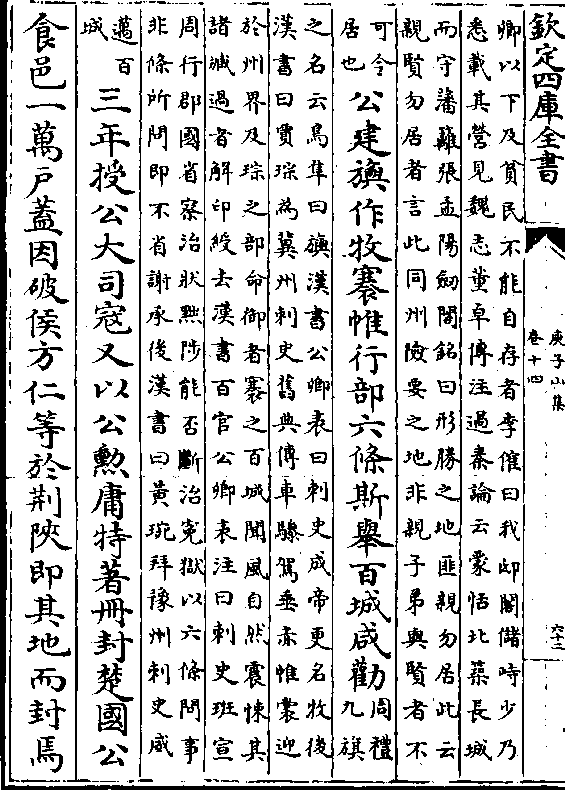 欽定四庫全書
庾子山集
卷十四
六十三
卿以下及貧民不能自存者李傕曰我邸閣儲時少乃
悉載其營見魏志董卓傳注過秦論云蒙恬北築長城
而守藩籬張孟陽劒閣銘曰形勝之地匪親勿居此云
親賢勿居者言此同州險要之地非親子弟與賢者不
可令
居也
公建旟作牧褰帷行部六條斯舉百城咸勸
周禮
九旗
之名云鳥隼曰旟漢書公卿表曰刺史成帝更名牧後
漢書曰賈琮為冀州刺史舊典傳車驂駕垂赤帷裳迎
於州界及琮之部命御者褰之百城聞風自然震悚其
諸贓過者解印綬去漢書百官公卿表注曰刺史班宣
周行郡國省察治狀黜陟能否斷治寃獄以六條問事
非條所問即不省謝承後漢書曰黄琬拜豫州刺史威
邁百
城
三年授公大司寇又以公勲庸特著冊封楚國公
食邑一萬戶蓋因破侯方仁等於荆陜即其地而封焉